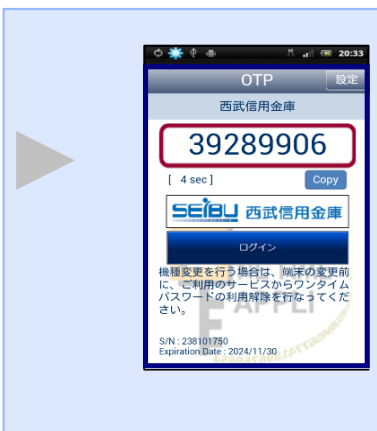 20:33
OTP
設定
西武信用金庫
39289906
[ 4 sec ]
Copy
SEIBU 西武信用金庫
ログイン
機種変更を行う場合は、端末の変更前
に、ご利用のサービスからワンタイム
パスワードの利用解除を行なってくだ
さい。
APPLI
S/N : 238101750
Expiration Date : 2024/11/30